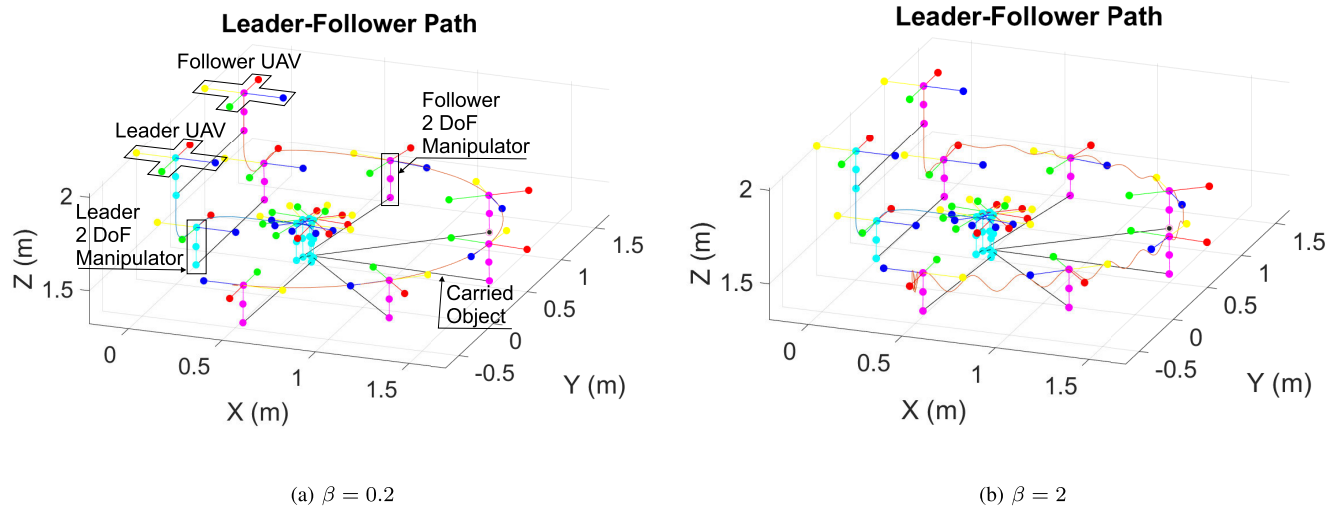 Leader-Follower Path
Follower UAV
Leader UAV
Follower
2 DoF
Manipulator
Leader
2 DoF
Manipulator
Carried
Object
2
1.5
Z (m)
0
0.5
1
1.5
X (m)
-0.5
0
0.5
1
1.5
Y (m)
(a) β = 0.2
Leader-Follower Path
2
1.5
Z (m)
0
0.5
1
1.5
X (m)
-0.5
0
0.5
1
1.5
Y (m)
(b) β = 2